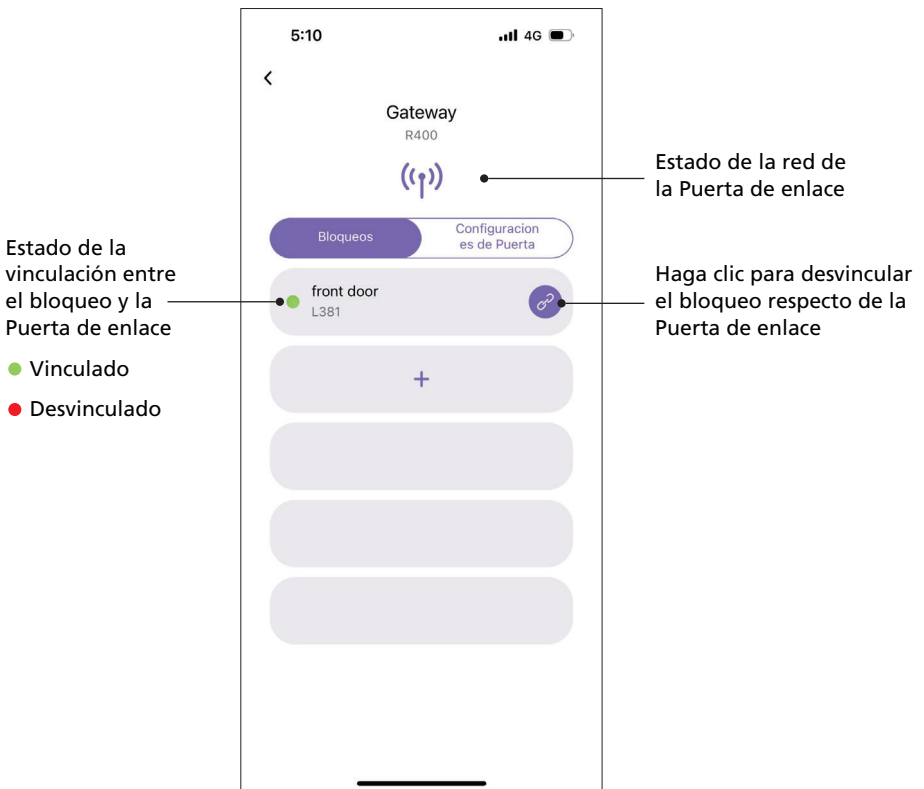 5:10
4G
Gateway
R400
Estado de la red de
la Puerta de enlace
Bloqueos
Configuracion
es de Puerta
Estado de la
vinculación entre
el bloqueo y la
Puerta de enlace
Vinculado
Desvinculado
front door
L381
Haga clic para desvincular
el bloqueo respecto de la
Puerta de enlace
+